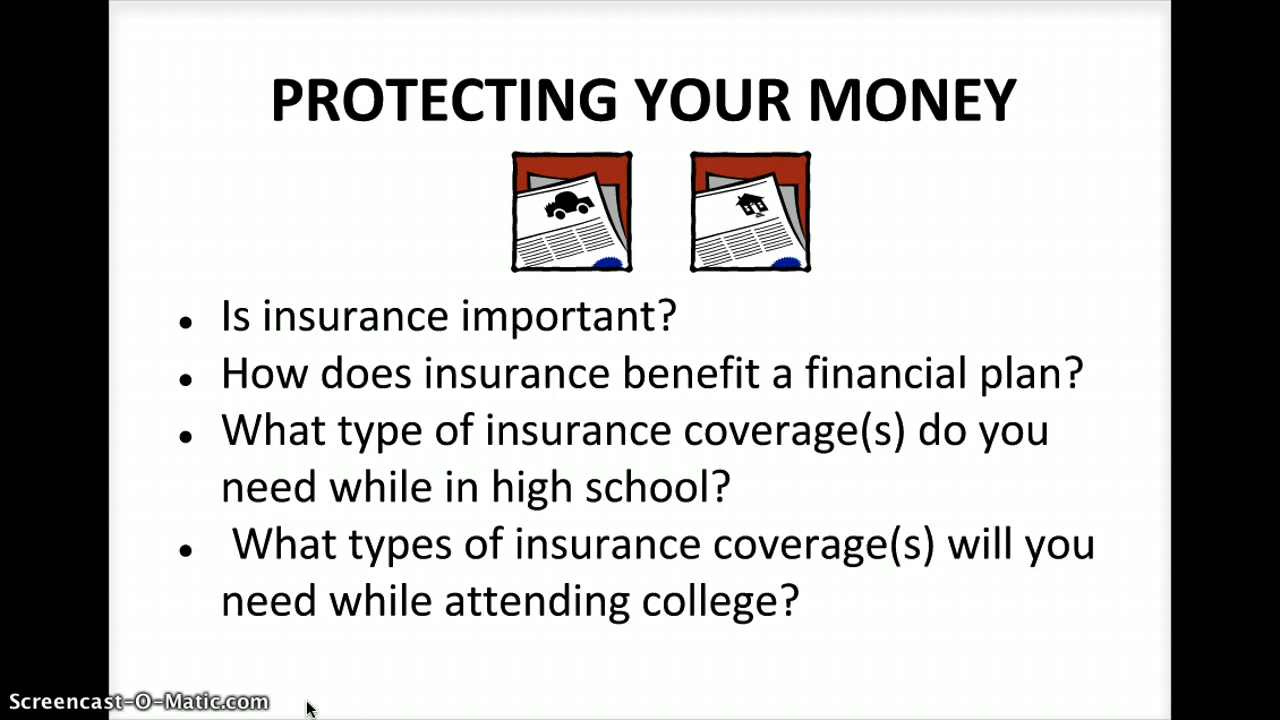 PROTECTING YOUR MONEY
● Is insurance important?
● How does insurance benefit a financial plan?
● What type of insurance coverage(s) do you
need while in high school?
● What types of insurance coverage(s) will you
need while attending college?
Screencast-O-Matic.com